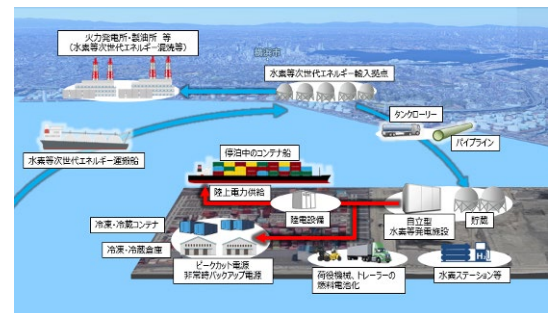 火力発電所・製油所 等
（水素等次世代エネルギー混焼等）
横浜市
水素等次世代エネルギー輸入拠点
タンクローリー
パイプライン
水素等次世代エネルギー運搬船
停泊中のコンテナ船
陸上電力供給
冷凍・冷蔵コンテナ
陸電設備
自立型
水素等発電施設
貯蔵
冷凍・冷蔵倉庫
ピークカット電源
非常時バックアップ電源
荷役機械、トレーラーの
燃料電池化
H₂
水素ステーション等